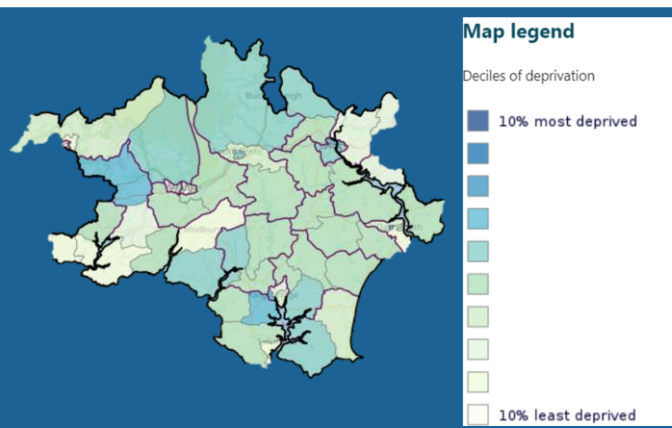 Map legend
Deciles of deprivation
10% most deprived
10% least deprived